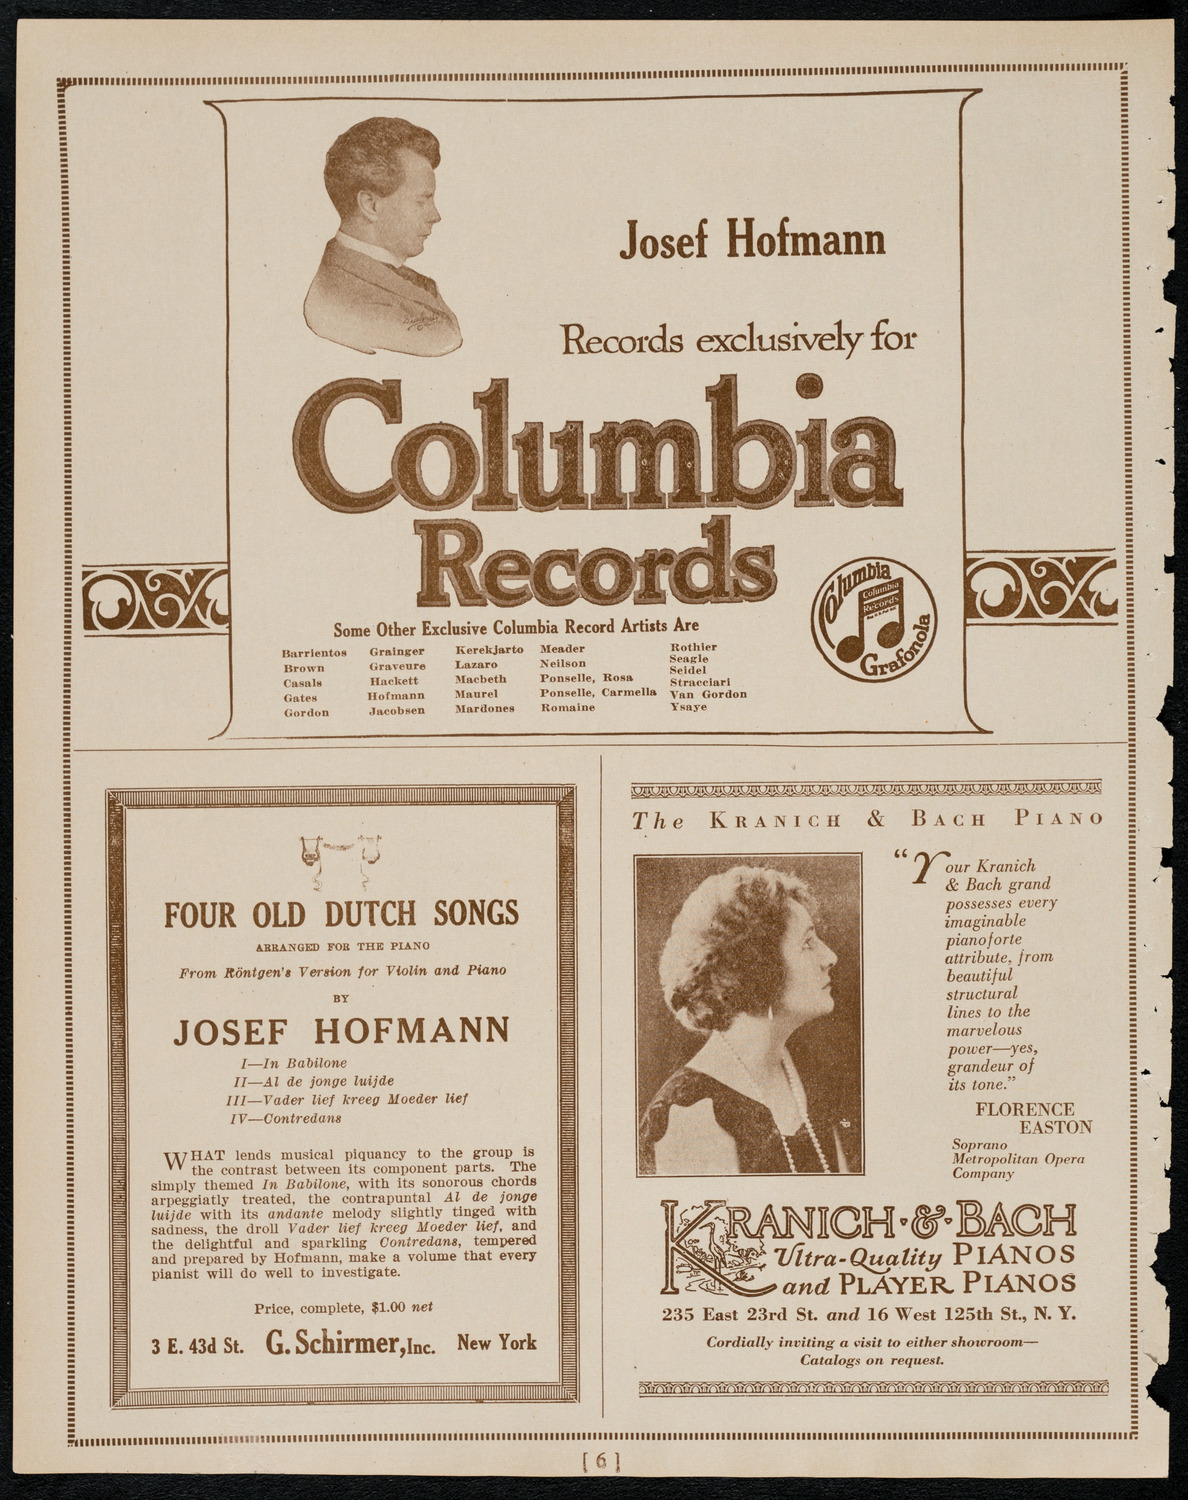 Josef Hofmann
Records exclusively for
Columbia
Records
Columbia
Columbia
Records
Grafonola
Some Other Exclusive Columbia Record Artists Are
Barrientos Grainger Kerekjarto Meader Rothier
Brown Graveure Lazaro Neilson Seagle
Casals Hackett Macbeth Ponselle, Rosa Seidel
Gates Hofmann Maurel Ponselle, Carmella Stracciari
Gordon Jacobsen Mardones Romaine Van Gordon
Ysaye
FOUR OLD DUTCH SONGS
ARRANGED FOR THE PIANO
From Röntgen's Version for Violin and Piano
BY
JOSEF HOFMANN
I—In Babilone
II—Al de jonge luijde
III—Vader lief kreeg Moeder lief
IV—Contredans
WHAT lends musical piquancy to the group is
the contrast between its component parts. The
simply themed In Babilone, with its sonorous chords
arpeggiatly treated, the contrapuntal Al de jonge
luijde with its andante melody slightly tinged with
sadness, the droll Vader lief kreeg Moeder lief, and
the delightful and sparkling Contredans, tempered
and prepared by Hofmann, make a volume that every
pianist will do well to investigate.
Price, complete, $1.00 net
3 E. 43d St. G. Schirmer, Inc. New York
The KRANICH & BACH PIANO
"Your Kranich
& Bach grand
possesses every
imaginable
pianoforte
attribute, from
beautiful
structural
lines to the
marvelous
power—yes,
grandeur of
its tone."
FLORENCE
EASTON
Soprano
Metropolitan Opera
Company
KRANICH·&·BACH
Ultra-Quality PIANOS
and PLAYER PIANOS
235 East 23rd St. and 16 West 125th St., N. Y.
Cordially inviting a visit to either showroom—
Catalogs on request.
[ 6 ]